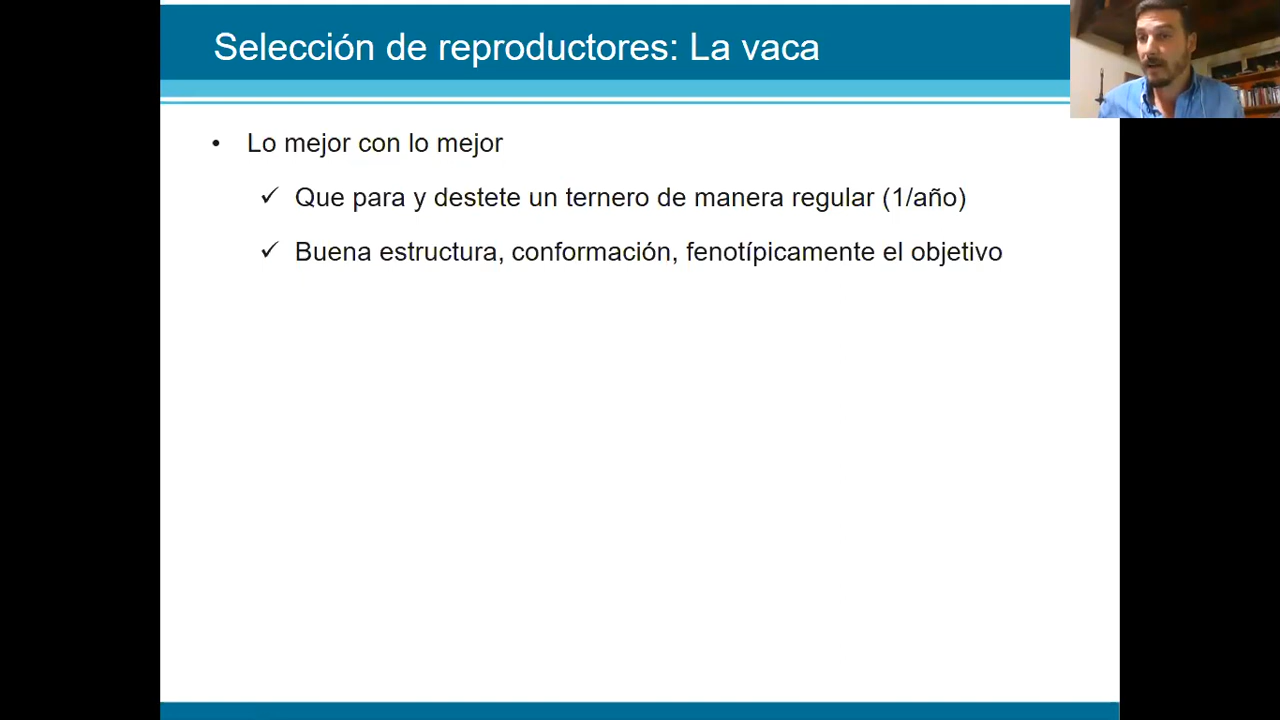 Selección de reproductores: La vaca
• Lo mejor con lo mejor
✓ Que para y destete un ternero de manera regular (1/año)
✓ Buena estructura, conformación, fenotípicamente el objetivo